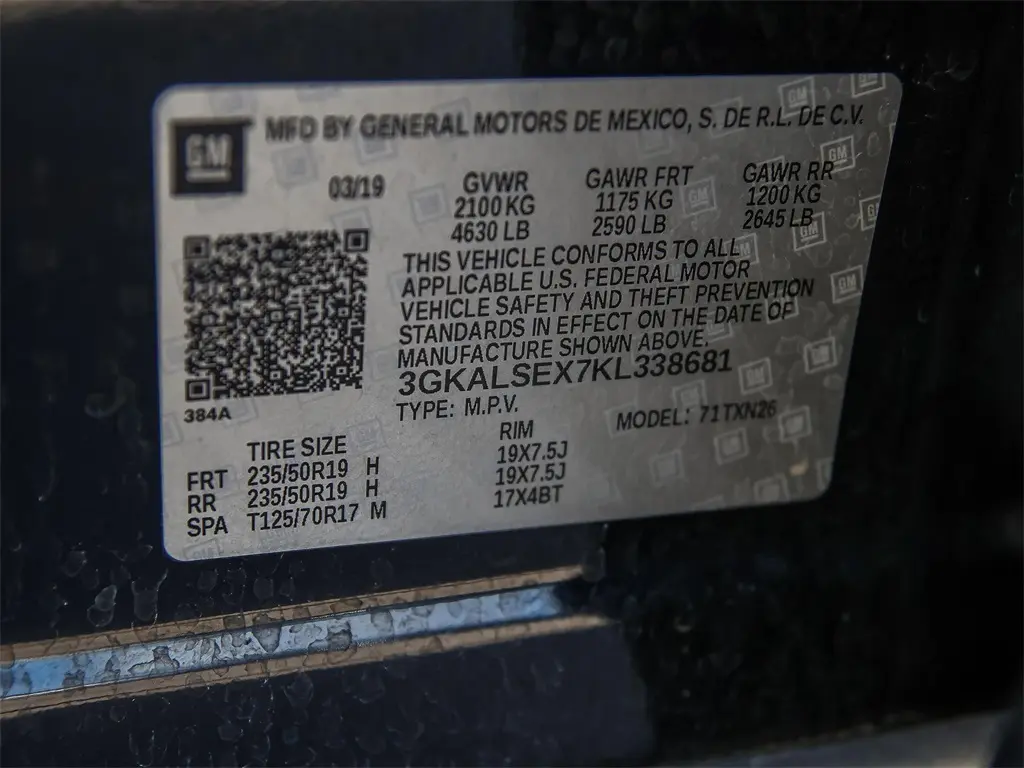 GM
MFD BY GENERAL MOTORS DE MEXICO, S. DE R.L. DE C.V.
03/19
GVWR GAWR FRT GAWR RR
2100 KG 1175 KG 1200 KG
4630 LB 2590 LB 2645 LB
THIS VEHICLE CONFORMS TO ALL
APPLICABLE U.S. FEDERAL MOTOR
VEHICLE SAFETY AND THEFT PREVENTION
STANDARDS IN EFFECT ON THE DATE OF
MANUFACTURE SHOWN ABOVE.
3GKALSEX7KL338681
384A
TYPE: M.P.V. MODEL: 71TXN26
TIRE SIZE RIM
FRT 235/50R19 H 19X7.5J
RR 235/50R19 H 19X7.5J
SPA T125/70R17 M 17X4BT